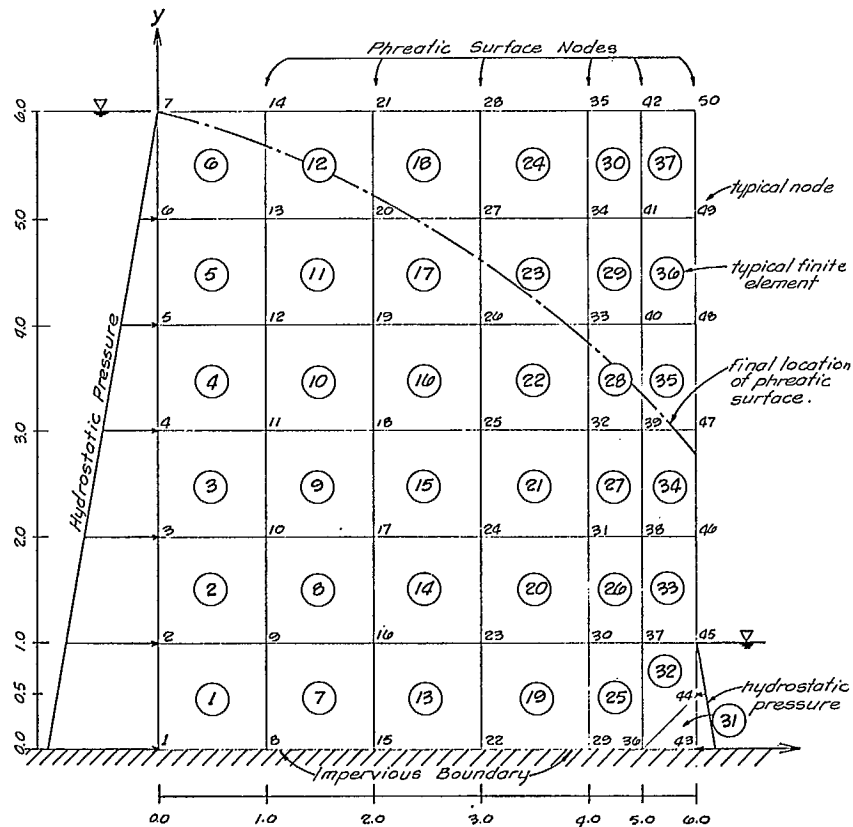 y
Phreatic Surface Nodes
7 14 21 28 35 42 50
6.0
6 12 18 24 30 37
typical node
6 13 20 27 34 41 49
5.0
5 11 17 23 29 36
typical finite
element
5 12 19 26 33 40 48
4.0
4 10 16 22 28 35
final location
of phreatic
surface.
4 11 18 25 32 39 47
3.0
Hydrostatic Pressure
3 9 15 21 27 34
3 10 17 24 31 38 46
2.0
2 8 14 20 26 33
2 9 16 23 30 37 45
1.0
32
44
hydrostatic
pressure
0.5
1 7 13 19 25 31
1 8 15 22 29 36 43
0.0
Impervious Boundary
0.0 1.0 2.0 3.0 4.0 5.0 6.0